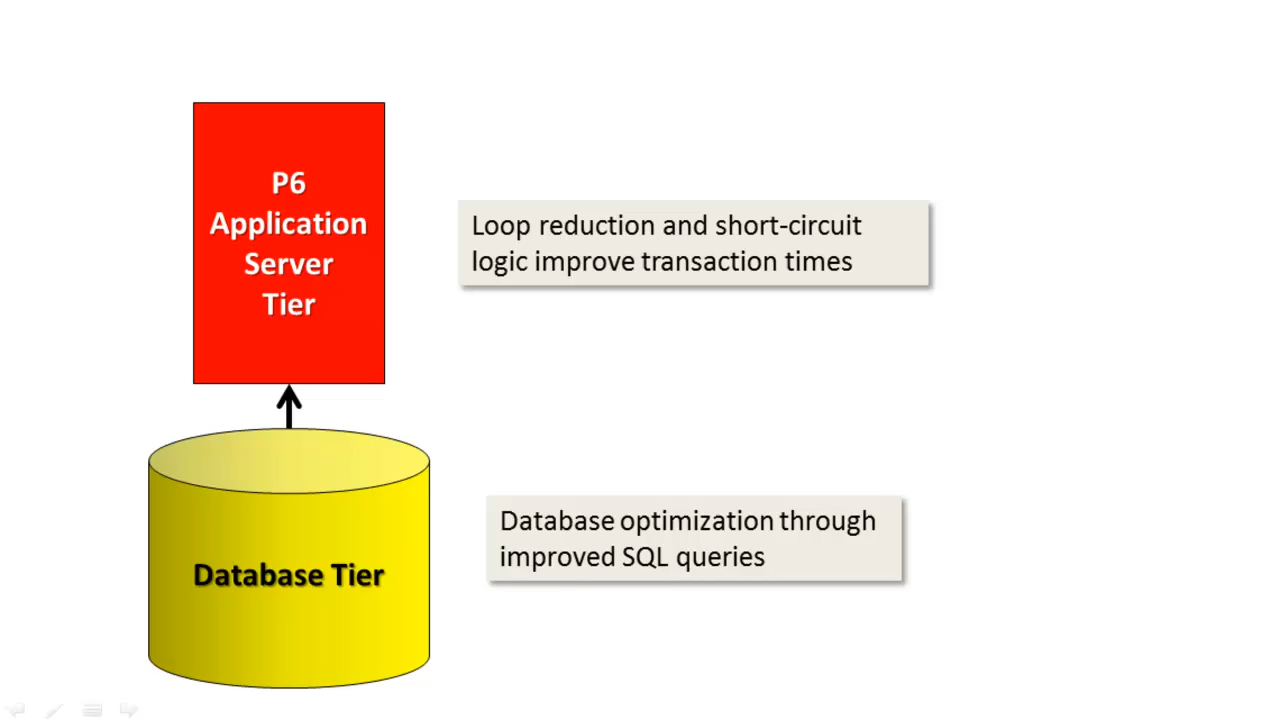 P6
Application
Server
Tier
Loop reduction and short-circuit
logic improve transaction times
Database Tier
Database optimization through
improved SQL queries